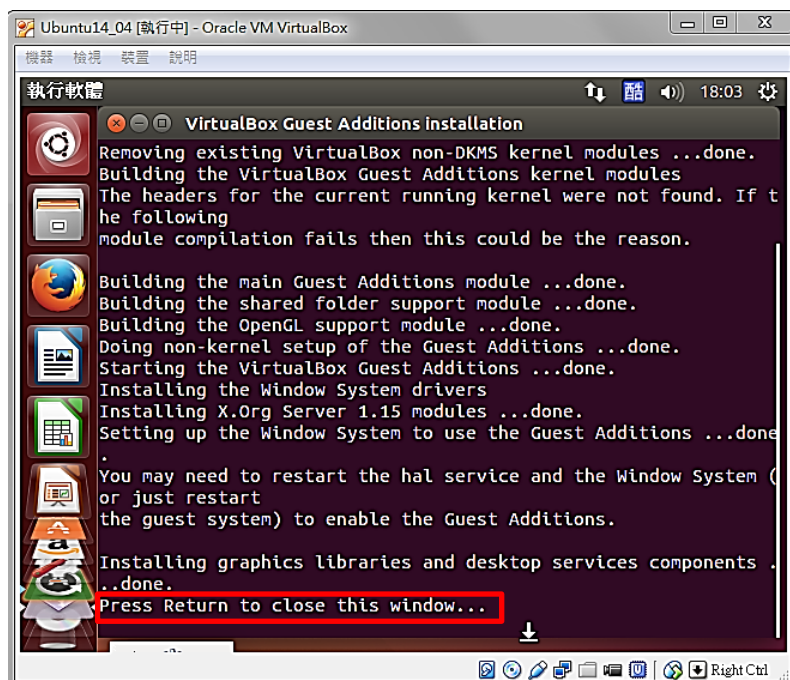 Ubuntu14_04 [執行中] - Oracle VM VirtualBox
機器 檢視 裝置 說明
執行軟體 酷 18:03
VirtualBox Guest Additions installation
Removing existing VirtualBox non-DKMS kernel modules ...done.
Building the VirtualBox Guest Additions kernel modules
The headers for the current running kernel were not found. If t
he following
module compilation fails then this could be the reason.
Building the main Guest Additions module ...done.
Building the shared folder support module ...done.
Building the OpenGL support module ...done.
Doing non-kernel setup of the Guest Additions ...done.
Starting the VirtualBox Guest Additions ...done.
Installing the Window System drivers
Installing X.Org Server 1.15 modules ...done.
Setting up the Window System to use the Guest Additions ...done
.
You may need to restart the hal service and the Window System (
or just restart
the guest system) to enable the Guest Additions.
Installing graphics libraries and desktop services components .
..done.
Press Return to close this window...
Right Ctrl